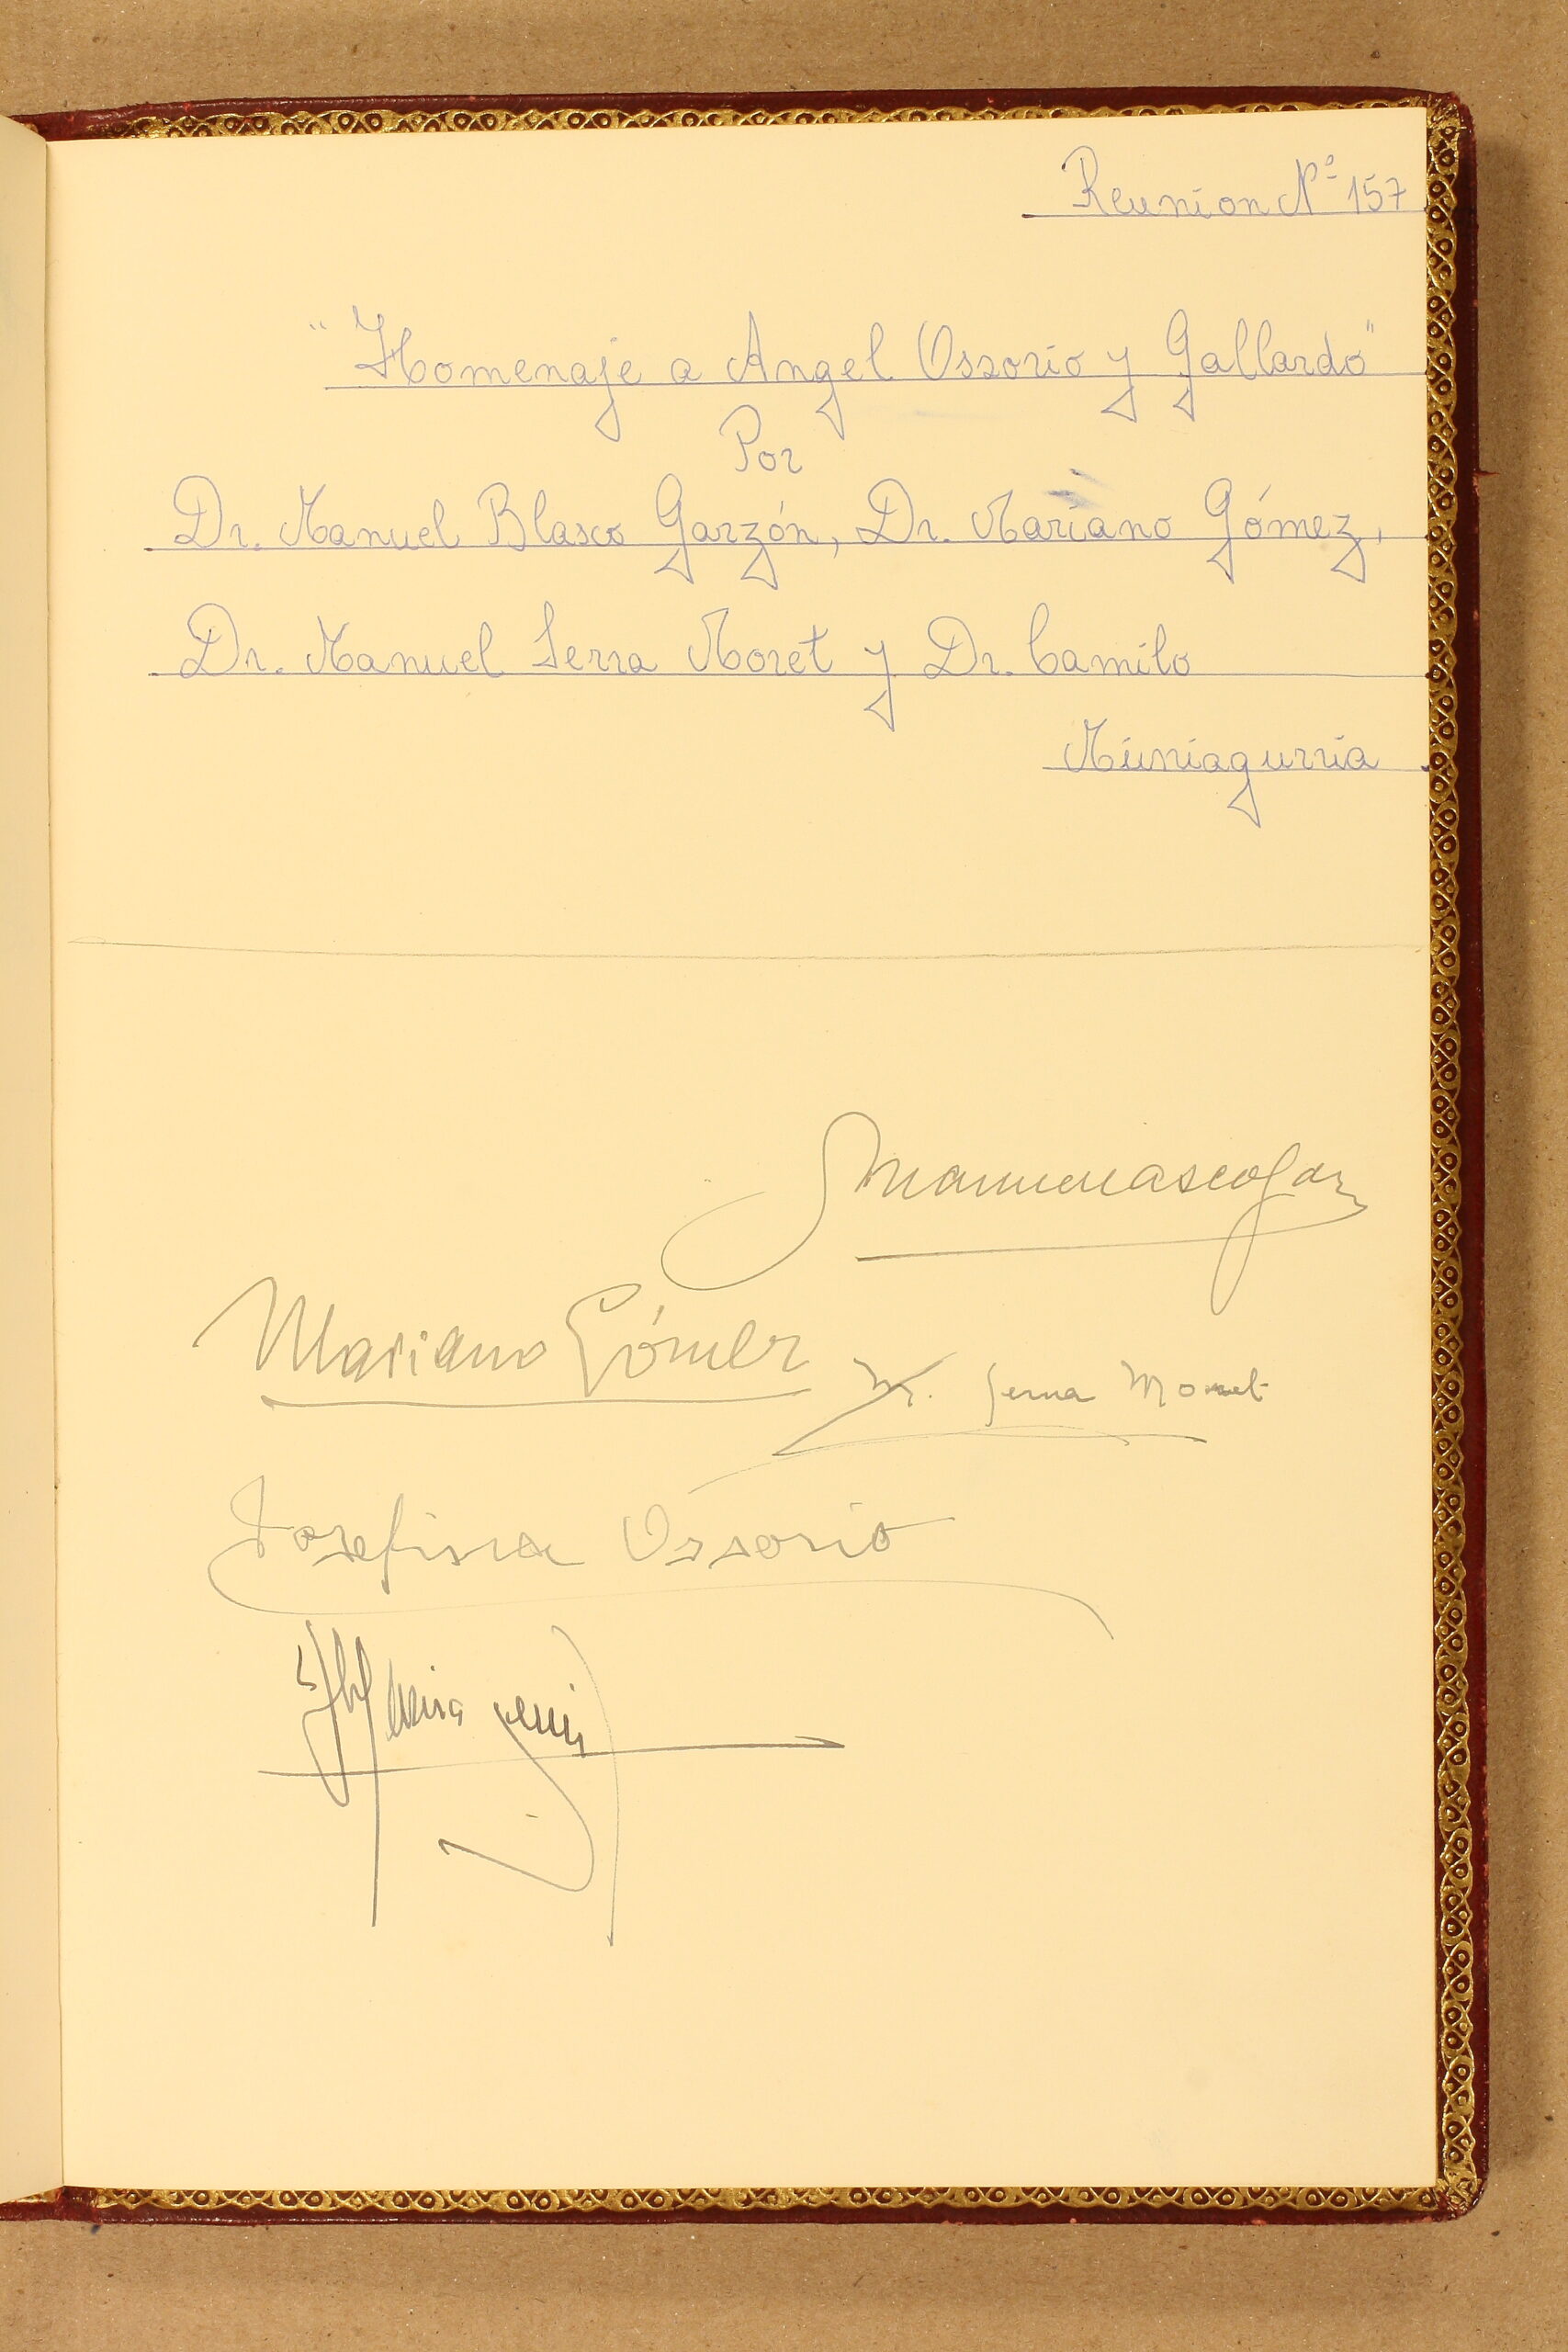 Reunion Nº 157
"Homenaje a Angel Ossorio y Gallardo"
Por
Dr. Manuel Blasco Garzón, Dr. Mariano Gómez,
Dr. Manuel Serra Moret y Dr. Camilo
Muniagurria
Mariano Gómez
M. Serra Moret
Josefina Ossorio